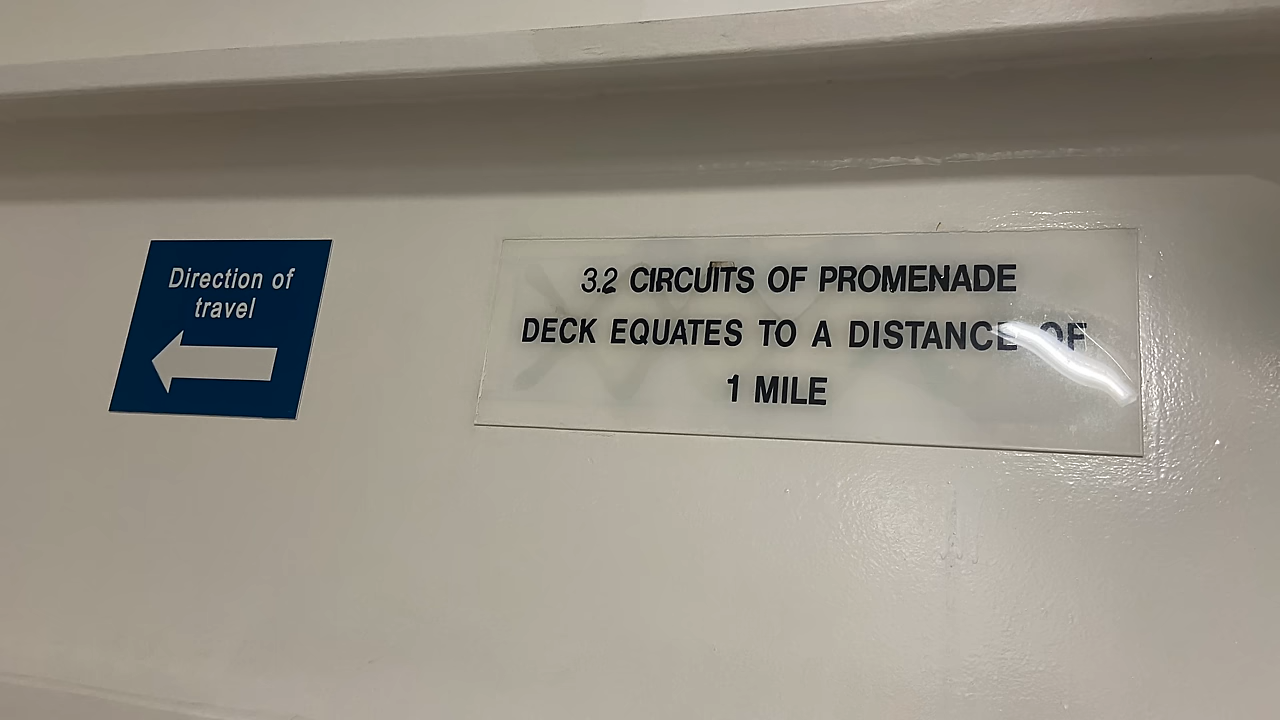 Direction of
travel
3.2 CIRCUITS OF PROMENADE
DECK EQUATES TO A DISTANCE OF
1 MILE